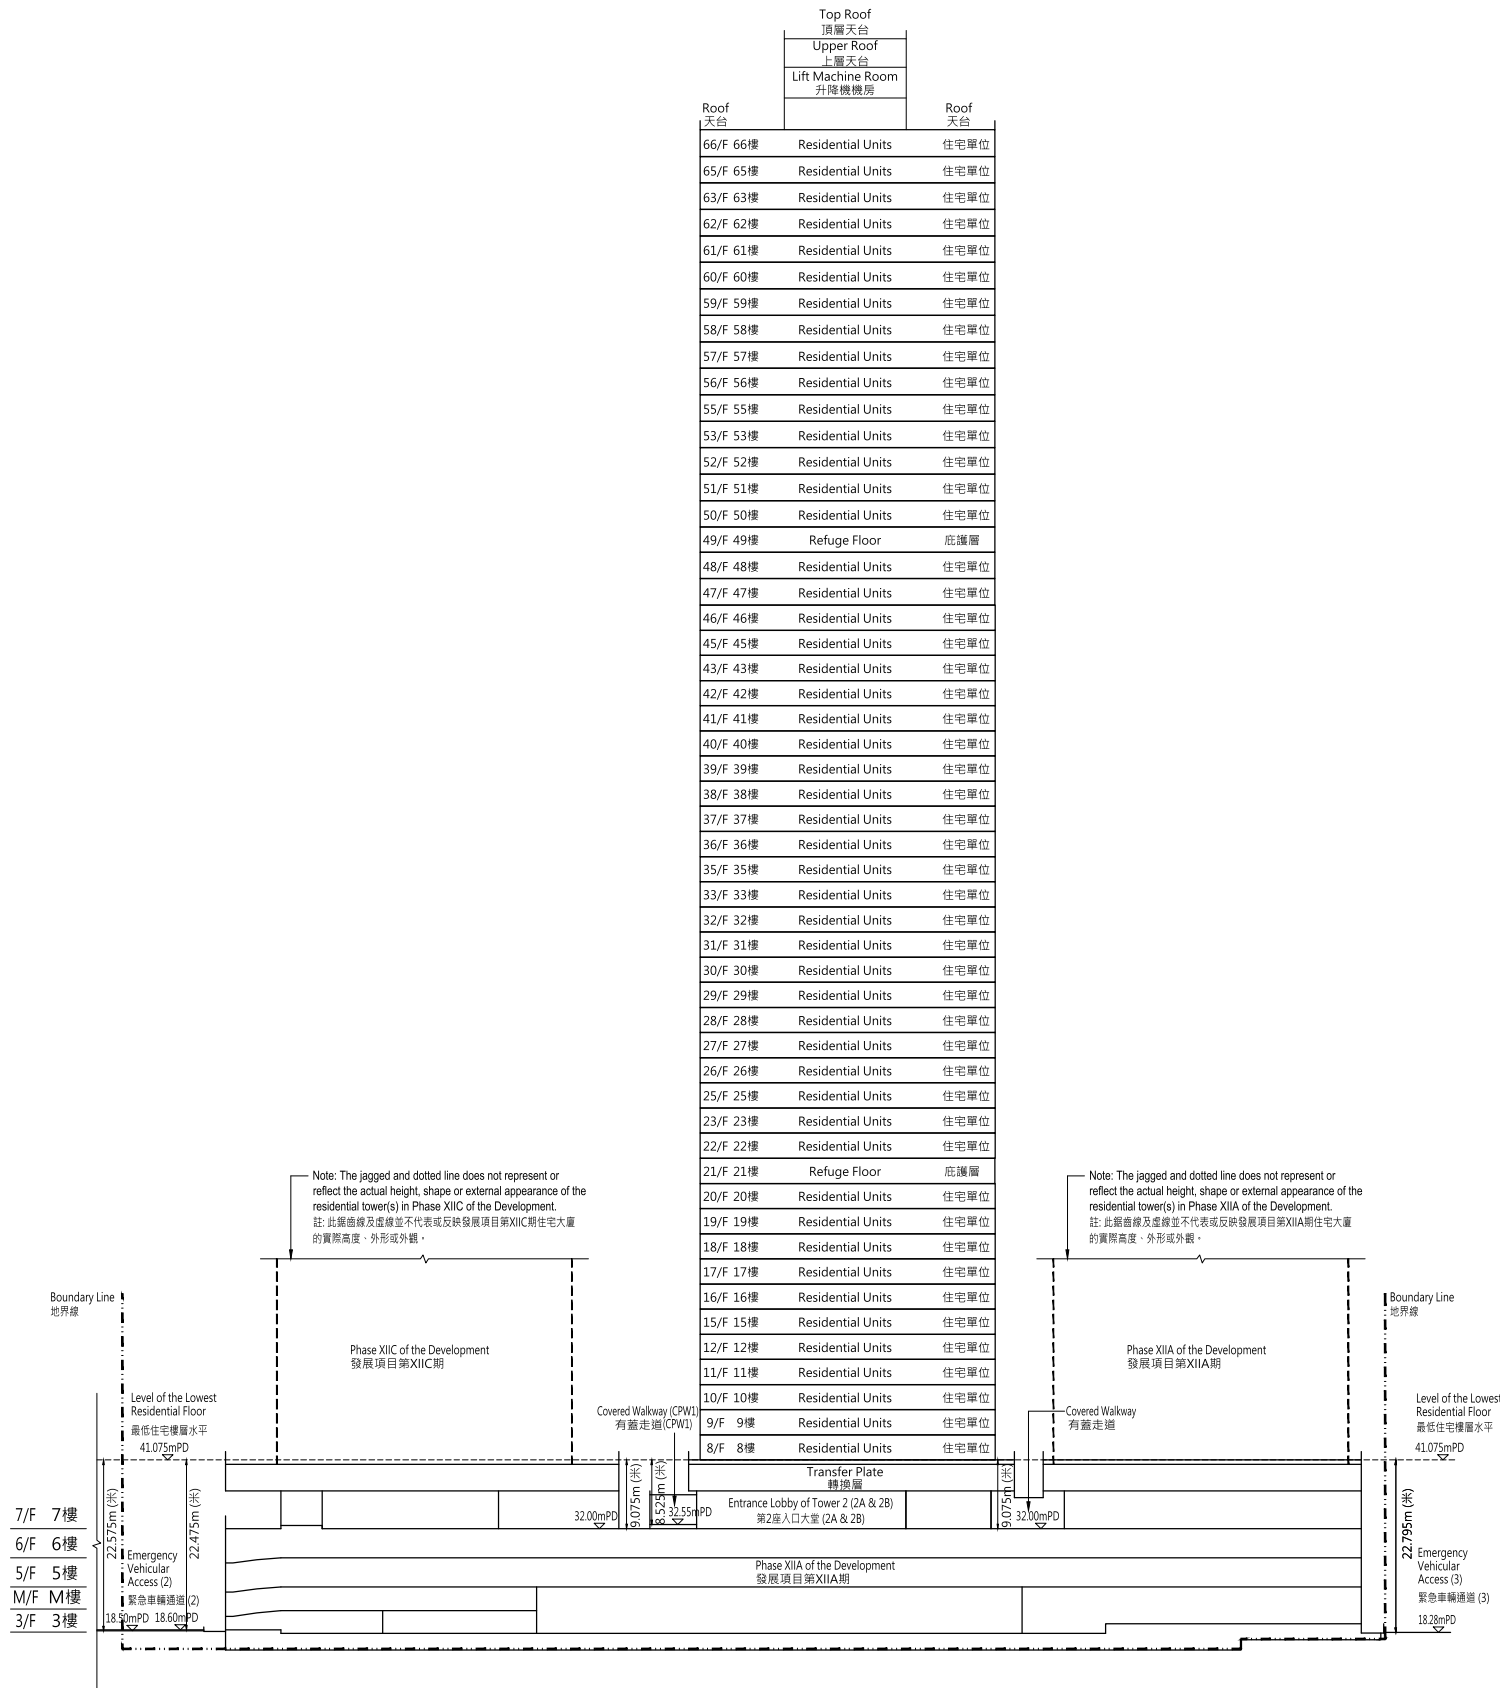 Top Roof
頂層天台
Upper Roof
上層天台
Lift Machine Room
升降機機房
Roof
天台
Roof
天台
66/F 66樓 Residential Units 住宅單位
65/F 65樓 Residential Units 住宅單位
63/F 63樓 Residential Units 住宅單位
62/F 62樓 Residential Units 住宅單位
61/F 61樓 Residential Units 住宅單位
60/F 60樓 Residential Units 住宅單位
59/F 59樓 Residential Units 住宅單位
58/F 58樓 Residential Units 住宅單位
57/F 57樓 Residential Units 住宅單位
56/F 56樓 Residential Units 住宅單位
55/F 55樓 Residential Units 住宅單位
53/F 53樓 Residential Units 住宅單位
52/F 52樓 Residential Units 住宅單位
51/F 51樓 Residential Units 住宅單位
50/F 50樓 Residential Units 住宅單位
49/F 49樓 Refuge Floor 庇護層
48/F 48樓 Residential Units 住宅單位
47/F 47樓 Residential Units 住宅單位
46/F 46樓 Residential Units 住宅單位
45/F 45樓 Residential Units 住宅單位
43/F 43樓 Residential Units 住宅單位
42/F 42樓 Residential Units 住宅單位
41/F 41樓 Residential Units 住宅單位
40/F 40樓 Residential Units 住宅單位
39/F 39樓 Residential Units 住宅單位
38/F 38樓 Residential Units 住宅單位
37/F 37樓 Residential Units 住宅單位
36/F 36樓 Residential Units 住宅單位
35/F 35樓 Residential Units 住宅單位
33/F 33樓 Residential Units 住宅單位
32/F 32樓 Residential Units 住宅單位
31/F 31樓 Residential Units 住宅單位
30/F 30樓 Residential Units 住宅單位
29/F 29樓 Residential Units 住宅單位
28/F 28樓 Residential Units 住宅單位
27/F 27樓 Residential Units 住宅單位
26/F 26樓 Residential Units 住宅單位
25/F 25樓 Residential Units 住宅單位
23/F 23樓 Residential Units 住宅單位
22/F 22樓 Residential Units 住宅單位
21/F 21樓 Refuge Floor 庇護層
20/F 20樓 Residential Units 住宅單位
19/F 19樓 Residential Units 住宅單位
18/F 18樓 Residential Units 住宅單位
17/F 17樓 Residential Units 住宅單位
16/F 16樓 Residential Units 住宅單位
15/F 15樓 Residential Units 住宅單位
12/F 12樓 Residential Units 住宅單位
11/F 11樓 Residential Units 住宅單位
10/F 10樓 Residential Units 住宅單位
9/F 9樓 Residential Units 住宅單位
8/F 8樓 Residential Units 住宅單位
Note: The jagged and dotted line does not represent or
reflect the actual height, shape or external appearance of the
residential tower(s) in Phase XIIC of the Development.
註: 此鋸齒線及虛線並不代表或反映發展項目第XIIC期住宅大廈
的實際高度、外形或外觀。
Note: The jagged and dotted line does not represent or
reflect the actual height, shape or external appearance of the
residential tower(s) in Phase XIIA of the Development.
註: 此鋸齒線及虛線並不代表或反映發展項目第XIIA期住宅大廈
的實際高度、外形或外觀。
Boundary Line
地界線
Boundary Line
地界線
Phase XIIC of the Development
發展項目第XIIC期
Phase XIIA of the Development
發展項目第XIIA期
Level of the Lowest
Residential Floor
最低住宅樓層水平
41.075mPD
Covered Walkway (CPW1)
有蓋走道(CPW1)
Covered Walkway
有蓋走道
Level of the Lowest
Residential Floor
最低住宅樓層水平
41.075mPD
Transfer Plate
轉換層
Entrance Lobby of Tower 2 (2A & 2B)
第2座入口大堂 (2A & 2B)
22.575m (米)
22.475m (米)
9.075m (米)
8.525m (米)
9.075m (米)
22.795m (米)
32.00mPD
32.55mPD
32.00mPD
7/F 7樓
6/F 6樓
5/F 5樓
M/F M樓
3/F 3樓
Emergency
Vehicular
Access (2)
緊急車輛通道 (2)
18.50mPD 18.60mPD
Phase XIIA of the Development
發展項目第XIIA期
Emergency
Vehicular
Access (3)
緊急車輛通道 (3)
18.28mPD